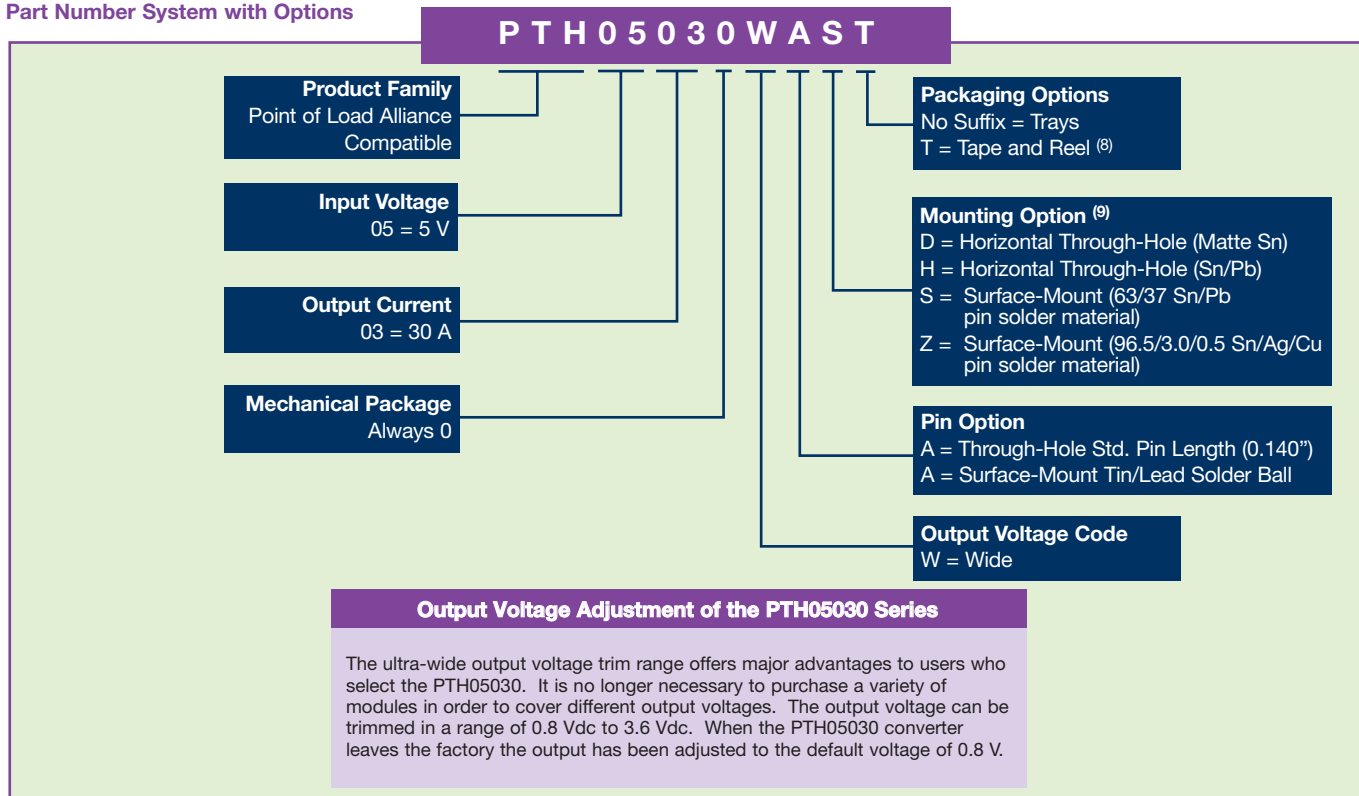 Part Number System with Options
PTH05030WAST
Product Family
Point of Load Alliance
Compatible
Input Voltage
05 = 5 V
Output Current
03 = 30 A
Mechanical Package
Always 0
Packaging Options
No Suffix = Trays
T = Tape and Reel (8)
Mounting Option (9)
D = Horizontal Through-Hole (Matte Sn)
H = Horizontal Through-Hole (Sn/Pb)
S = Surface-Mount (63/37 Sn/Pb
pin solder material)
Z = Surface-Mount (96.5/3.0/0.5 Sn/Ag/Cu
pin solder material)
Pin Option
A = Through-Hole Std. Pin Length (0.140”)
A = Surface-Mount Tin/Lead Solder Ball
Output Voltage Code
W = Wide
Output Voltage Adjustment of the PTH05030 Series
The ultra-wide output voltage trim range offers major advantages to users who
select the PTH05030. It is no longer necessary to purchase a variety of
modules in order to cover different output voltages. The output voltage can be
trimmed in a range of 0.8 Vdc to 3.6 Vdc. When the PTH05030 converter
leaves the factory the output has been adjusted to the default voltage of 0.8 V.